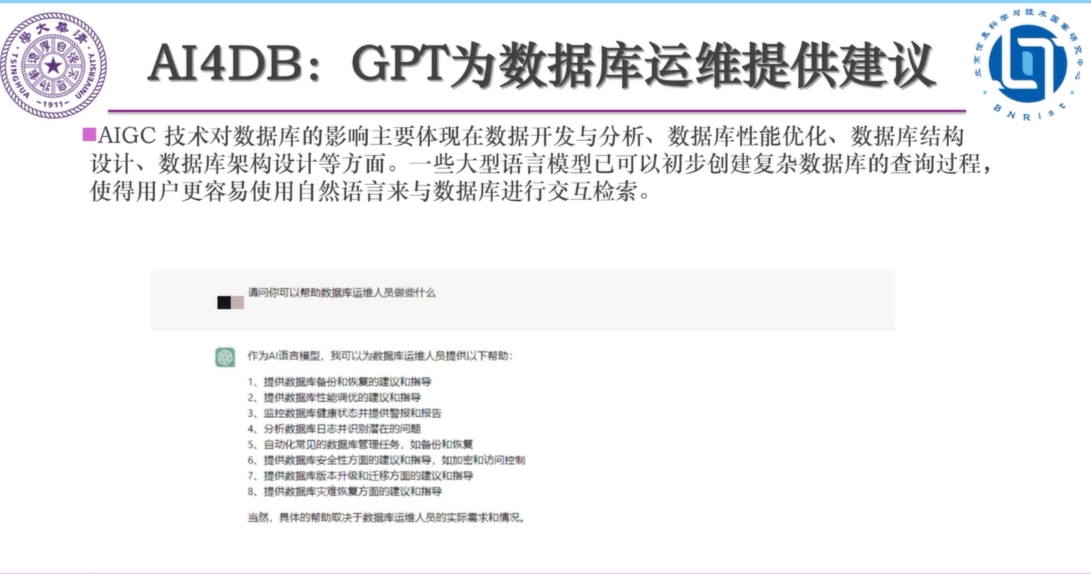 AI4DB：GPT为数据库运维提供建议
AIGC 技术对数据库的影响主要体现在数据开发与分析、数据库性能优化、数据库结构
设计、数据库架构设计等方面。一些大型语言模型已可以初步创建复杂数据库的查询过程，
使得用户更容易使用自然语言来与数据库进行交互检索。
请问你可以帮助数据库运维人员做些什么
作为AI语言模型，我可以为数据库运维人员提供以下帮助：
1、提供数据库备份和恢复的建议和指导
2、提供数据库性能调优的建议和指导
3、监控数据库健康状态并提供警报和报告
4、分析数据库日志并识别潜在的问题
5、自动化常见的数据库管理任务，如备份和恢复
6、提供数据库安全性方面的建议和指导，如加密和访问控制
7、提供数据库版本升级和迁移方面的建议和指导
8、提供数据库灾难恢复方面的建议和指导
当然，具体的帮助取决于数据库运维人员的实际需求和情况。
TSINGHUA UNIVERSITY
-1911-
北京信息科学与技术国家研究中心
BNRist